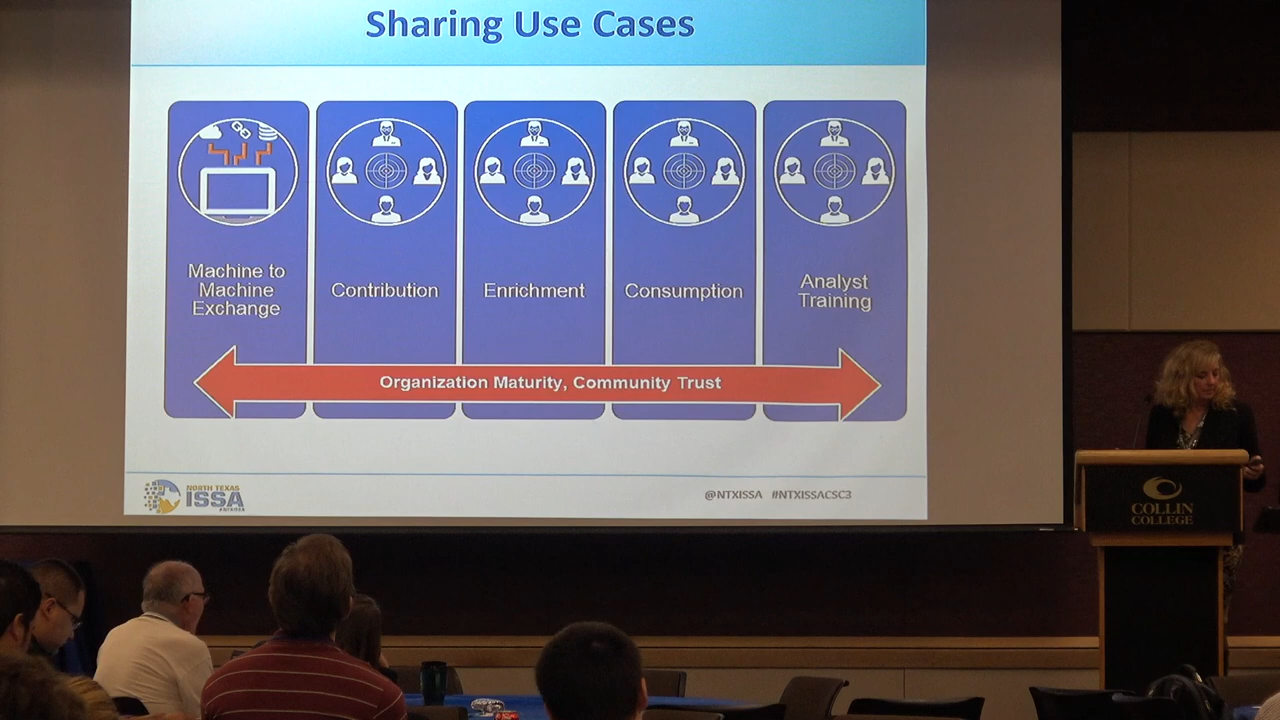 Sharing Use Cases
Machine to
Machine
Exchange
Contribution
Enrichment
Consumption
Analyst
Training
Organization Maturity, Community Trust
NORTH TEXAS
ISSA
#NTXISSA
@NTXISSA #NTXISSACSC3
COLLIN
COLLEGE